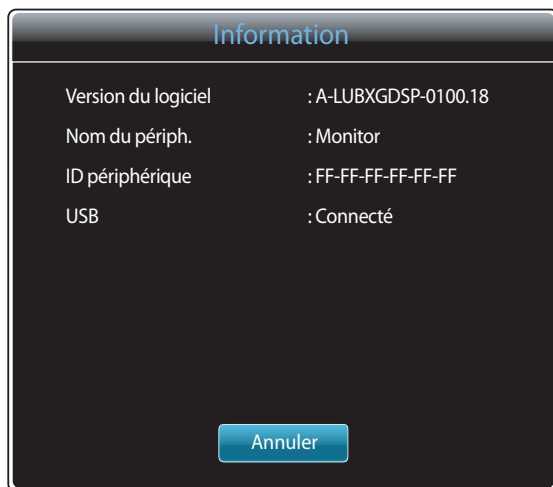 Information
Version du logiciel : A-LUBXGDSP-0100.18
Nom du périph. : Monitor
ID périphérique : FF-FF-FF-FF-FF-FF
USB : Connecté
Annuler